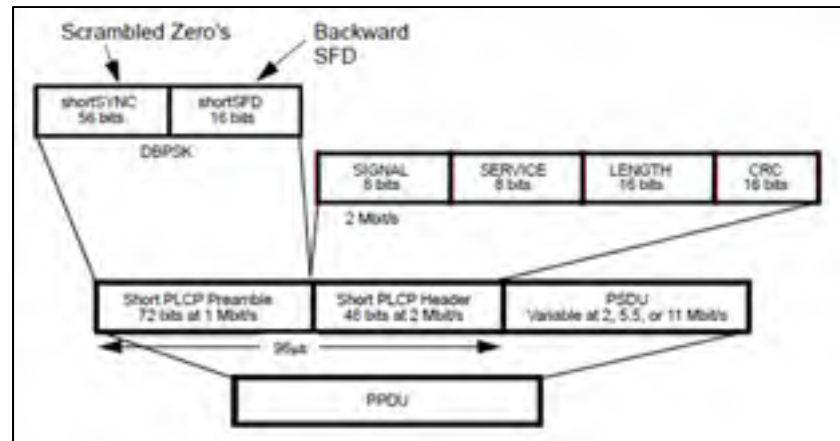 Scrambled Zero's
Backward
SFD
shortSYNC
56 bits
shortSFD
16 bits
DBPSK
SIGNAL
8 bits
SERVICE
8 bits
LENGTH
16 bits
CRC
16 bits
2 Mbit/s
Short PLCP Preamble
72 bits at 1 Mbit/s
Short PLCP Header
48 bits at 2 Mbit/s
PSDU
Variable at 2, 5.5, or 11 Mbit/s
96µs
PPDU